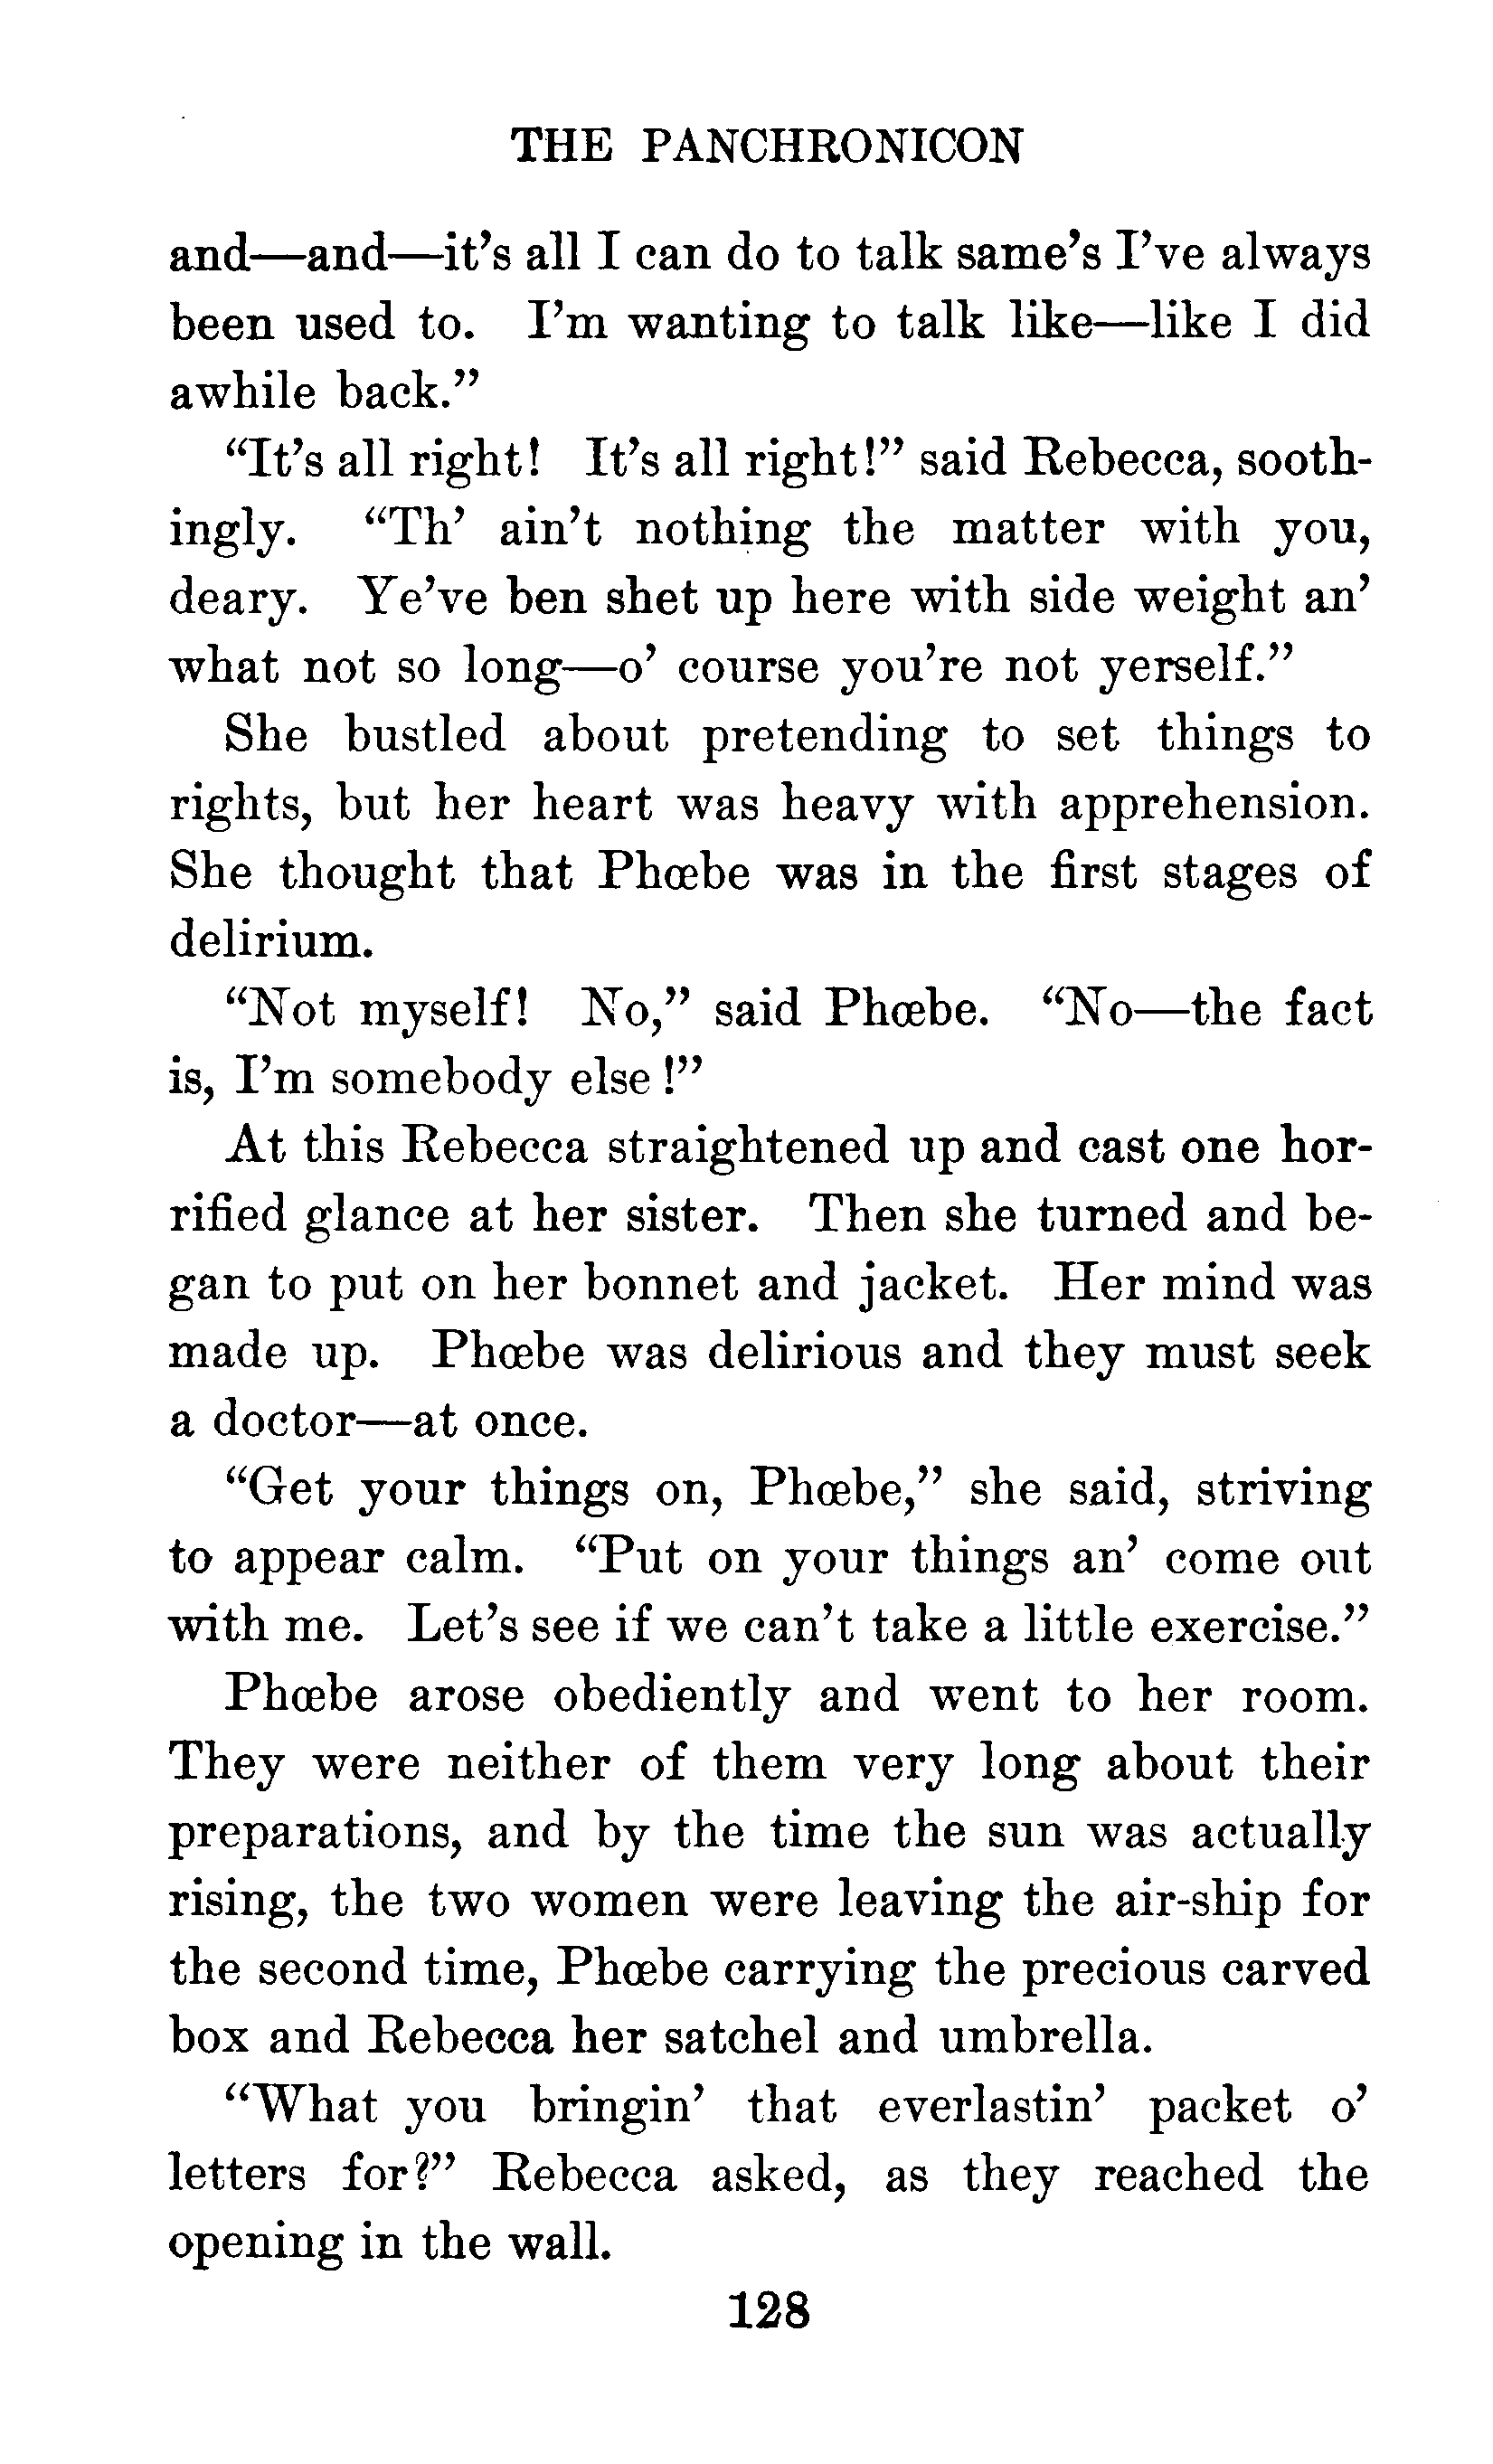 THE PANCHRONICON
and—and—it’s all I can do to talk same’s I’ve always
been used to. I’m wanting to talk like—like I did
awhile back.”
“It’s all right! It’s all right!” said Rebecca, sooth-
ingly. “Th’ ain’t nothing the matter with you,
deary. Ye’ve ben shet up here with side weight an’
what not so long—o’ course you’re not yerself.”
She bustled about pretending to set things to
rights, but her heart was heavy with apprehension.
She thought that Phœbe was in the first stages of
delirium.
“Not myself! No,” said Phœbe. “No—the fact
is, I’m somebody else!”
At this Rebecca straightened up and cast one hor-
rified glance at her sister. Then she turned and be-
gan to put on her bonnet and jacket. Her mind was
made up. Phœbe was delirious and they must seek
a doctor—at once.
“Get your things on, Phœbe,” she said, striving
to appear calm. “Put on your things an’ come out
with me. Let’s see if we can’t take a little exercise.”
Phœbe arose obediently and went to her room.
They were neither of them very long about their
preparations, and by the time the sun was actually
rising, the two women were leaving the air-ship for
the second time, Phœbe carrying the precious carved
box and Rebecca her satchel and umbrella.
“What you bringin’ that everlastin’ packet o’
letters for?” Rebecca asked, as they reached the
opening in the wall.
128